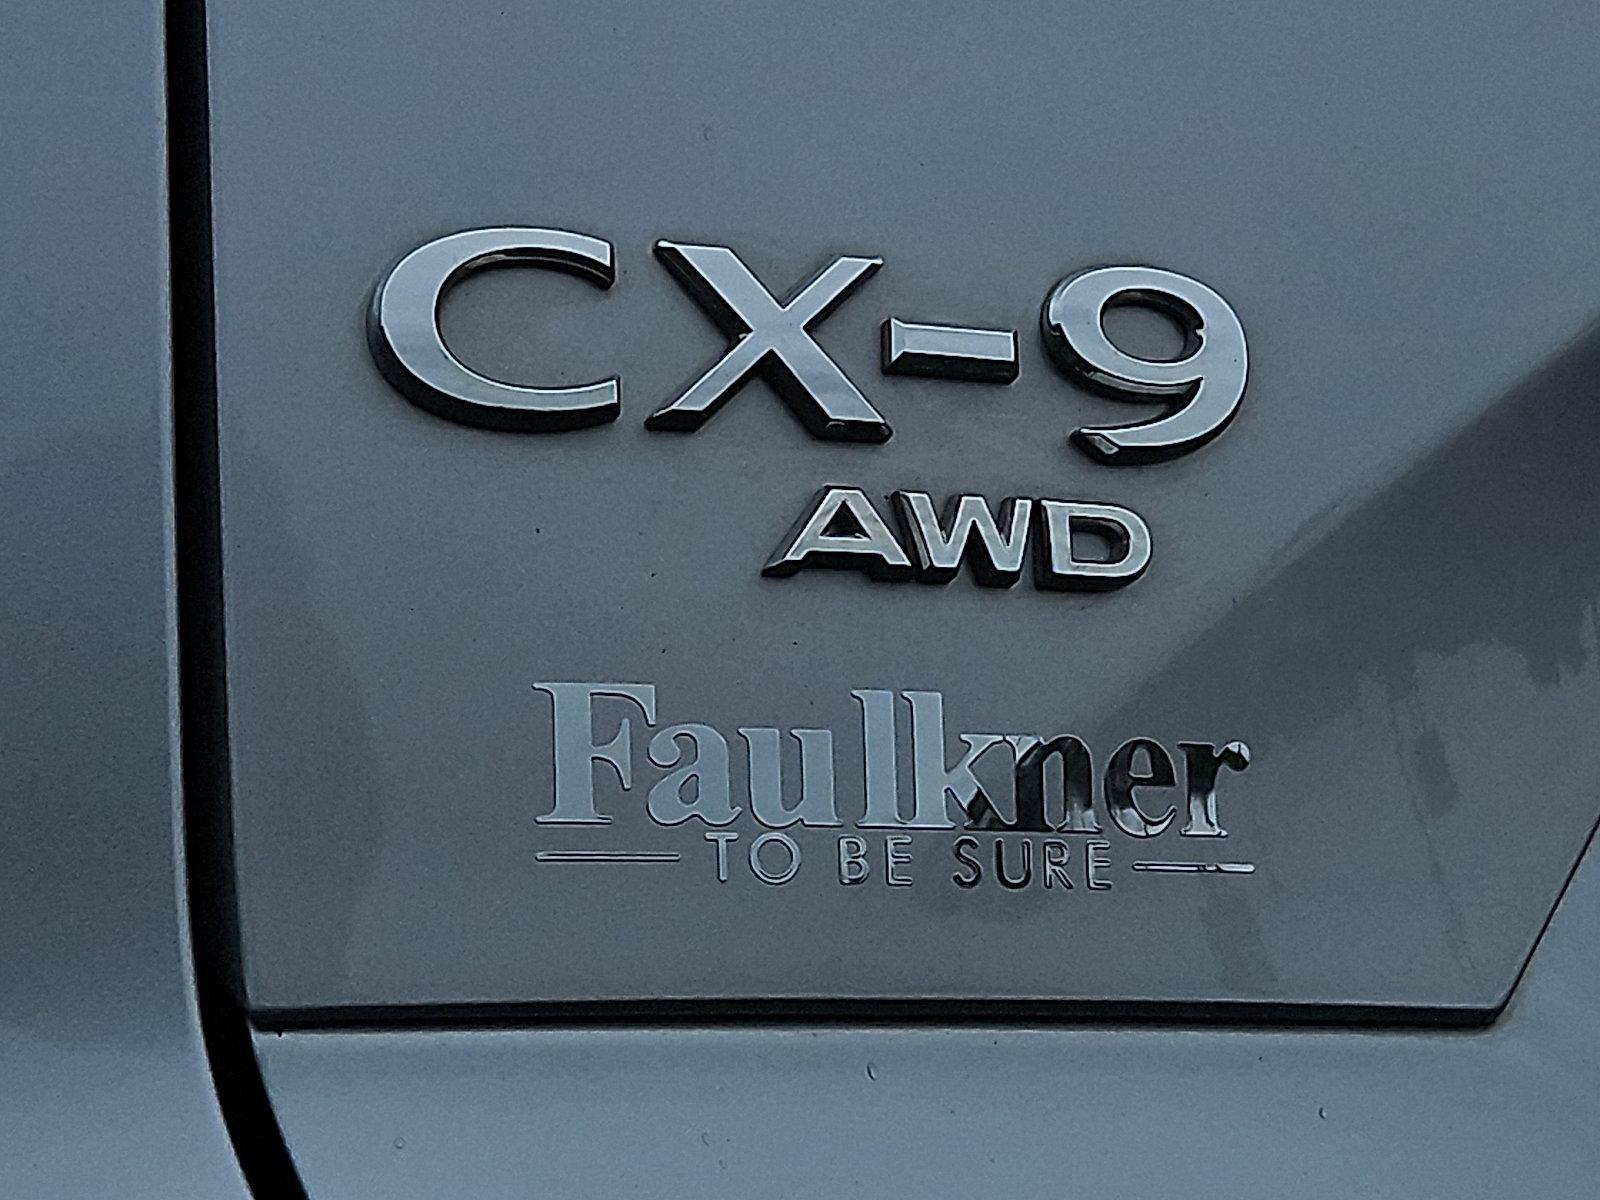 CX-9
AWD
Faulkner
TO BE SURE